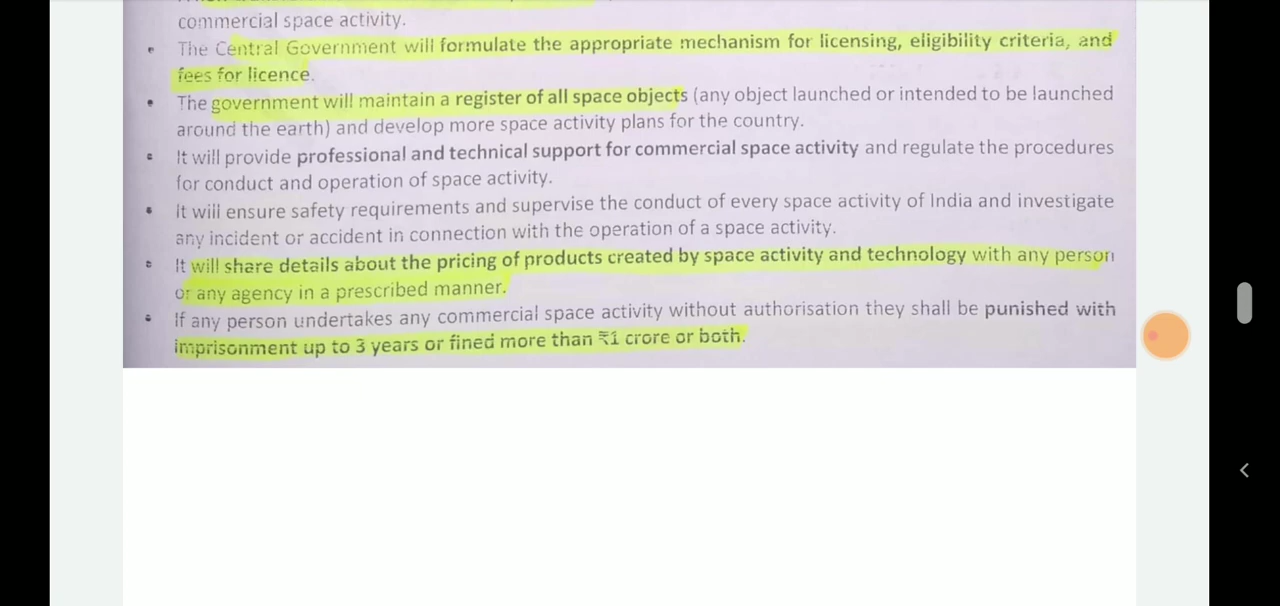 commercial space activity.
• The Central Government will formulate the appropriate mechanism for licensing, eligibility criteria, and
fees for licence.
• The government will maintain a register of all space objects (any object launched or intended to be launched
around the earth) and develop more space activity plans for the country.
• It will provide professional and technical support for commercial space activity and regulate the procedures
for conduct and operation of space activity.
• It will ensure safety requirements and supervise the conduct of every space activity of India and investigate
any incident or accident in connection with the operation of a space activity.
• It will share details about the pricing of products created by space activity and technology with any person
or any agency in a prescribed manner.
• If any person undertakes any commercial space activity without authorisation they shall be punished with
imprisonment up to 3 years or fined more than ₹1 crore or both.